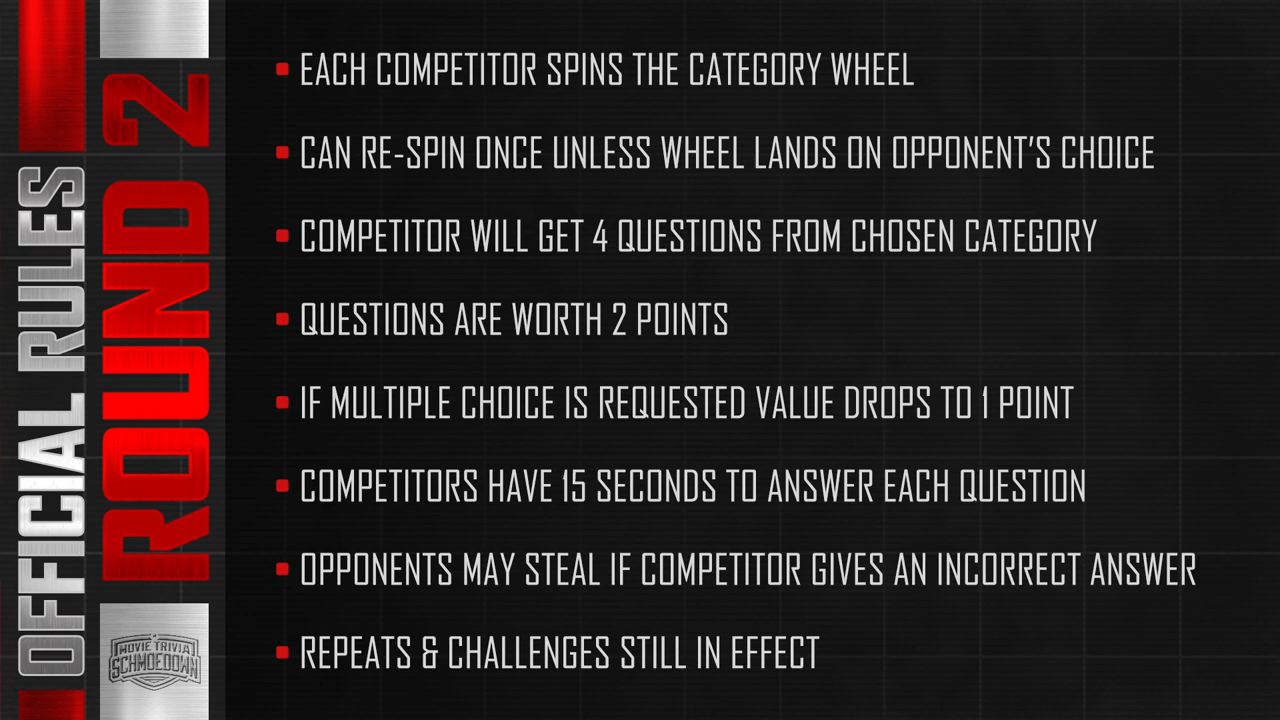 OFFICIAL RULES
ROUND 2
MOVIE TRIVIA
SCHMOEDOWN
EACH COMPETITOR SPINS THE CATEGORY WHEEL
CAN RE-SPIN ONCE UNLESS WHEEL LANDS ON OPPONENT'S CHOICE
COMPETITOR WILL GET 4 QUESTIONS FROM CHOSEN CATEGORY
QUESTIONS ARE WORTH 2 POINTS
IF MULTIPLE CHOICE IS REQUESTED VALUE DROPS TO 1 POINT
COMPETITORS HAVE 15 SECONDS TO ANSWER EACH QUESTION
OPPONENTS MAY STEAL IF COMPETITOR GIVES AN INCORRECT ANSWER
REPEATS & CHALLENGES STILL IN EFFECT